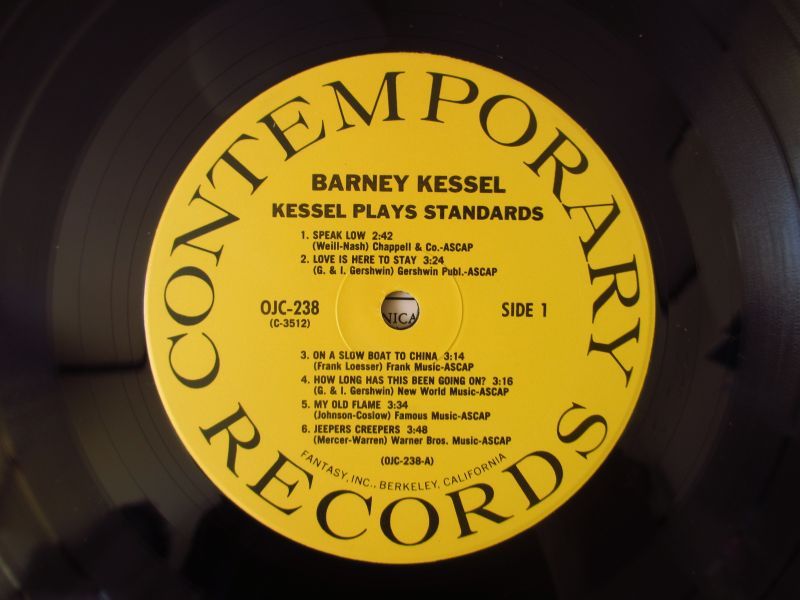 CONTEMPORARY RECORDS
BARNEY KESSEL
KESSEL PLAYS STANDARDS
1. SPEAK LOW 2:42
(Weill-Nash) Chappell & Co.-ASCAP
2. LOVE IS HERE TO STAY 3:24
(G. & I. Gershwin) Gershwin Publ.-ASCAP
OJC-238
(C-3512)
SIDE 1
NICA
3. ON A SLOW BOAT TO CHINA 3:14
(Frank Loesser) Frank Music-ASCAP
4. HOW LONG HAS THIS BEEN GOING ON? 3:16
(G. & I. Gershwin) New World Music-ASCAP
5. MY OLD FLAME 3:34
(Johnson-Coslow) Famous Music-ASCAP
6. JEEPERS CREEPERS 3:48
(Mercer-Warren) Warner Bros. Music-ASCAP
(OJC-238-A)
FANTASY, INC., BERKELEY, CALIFORNIA